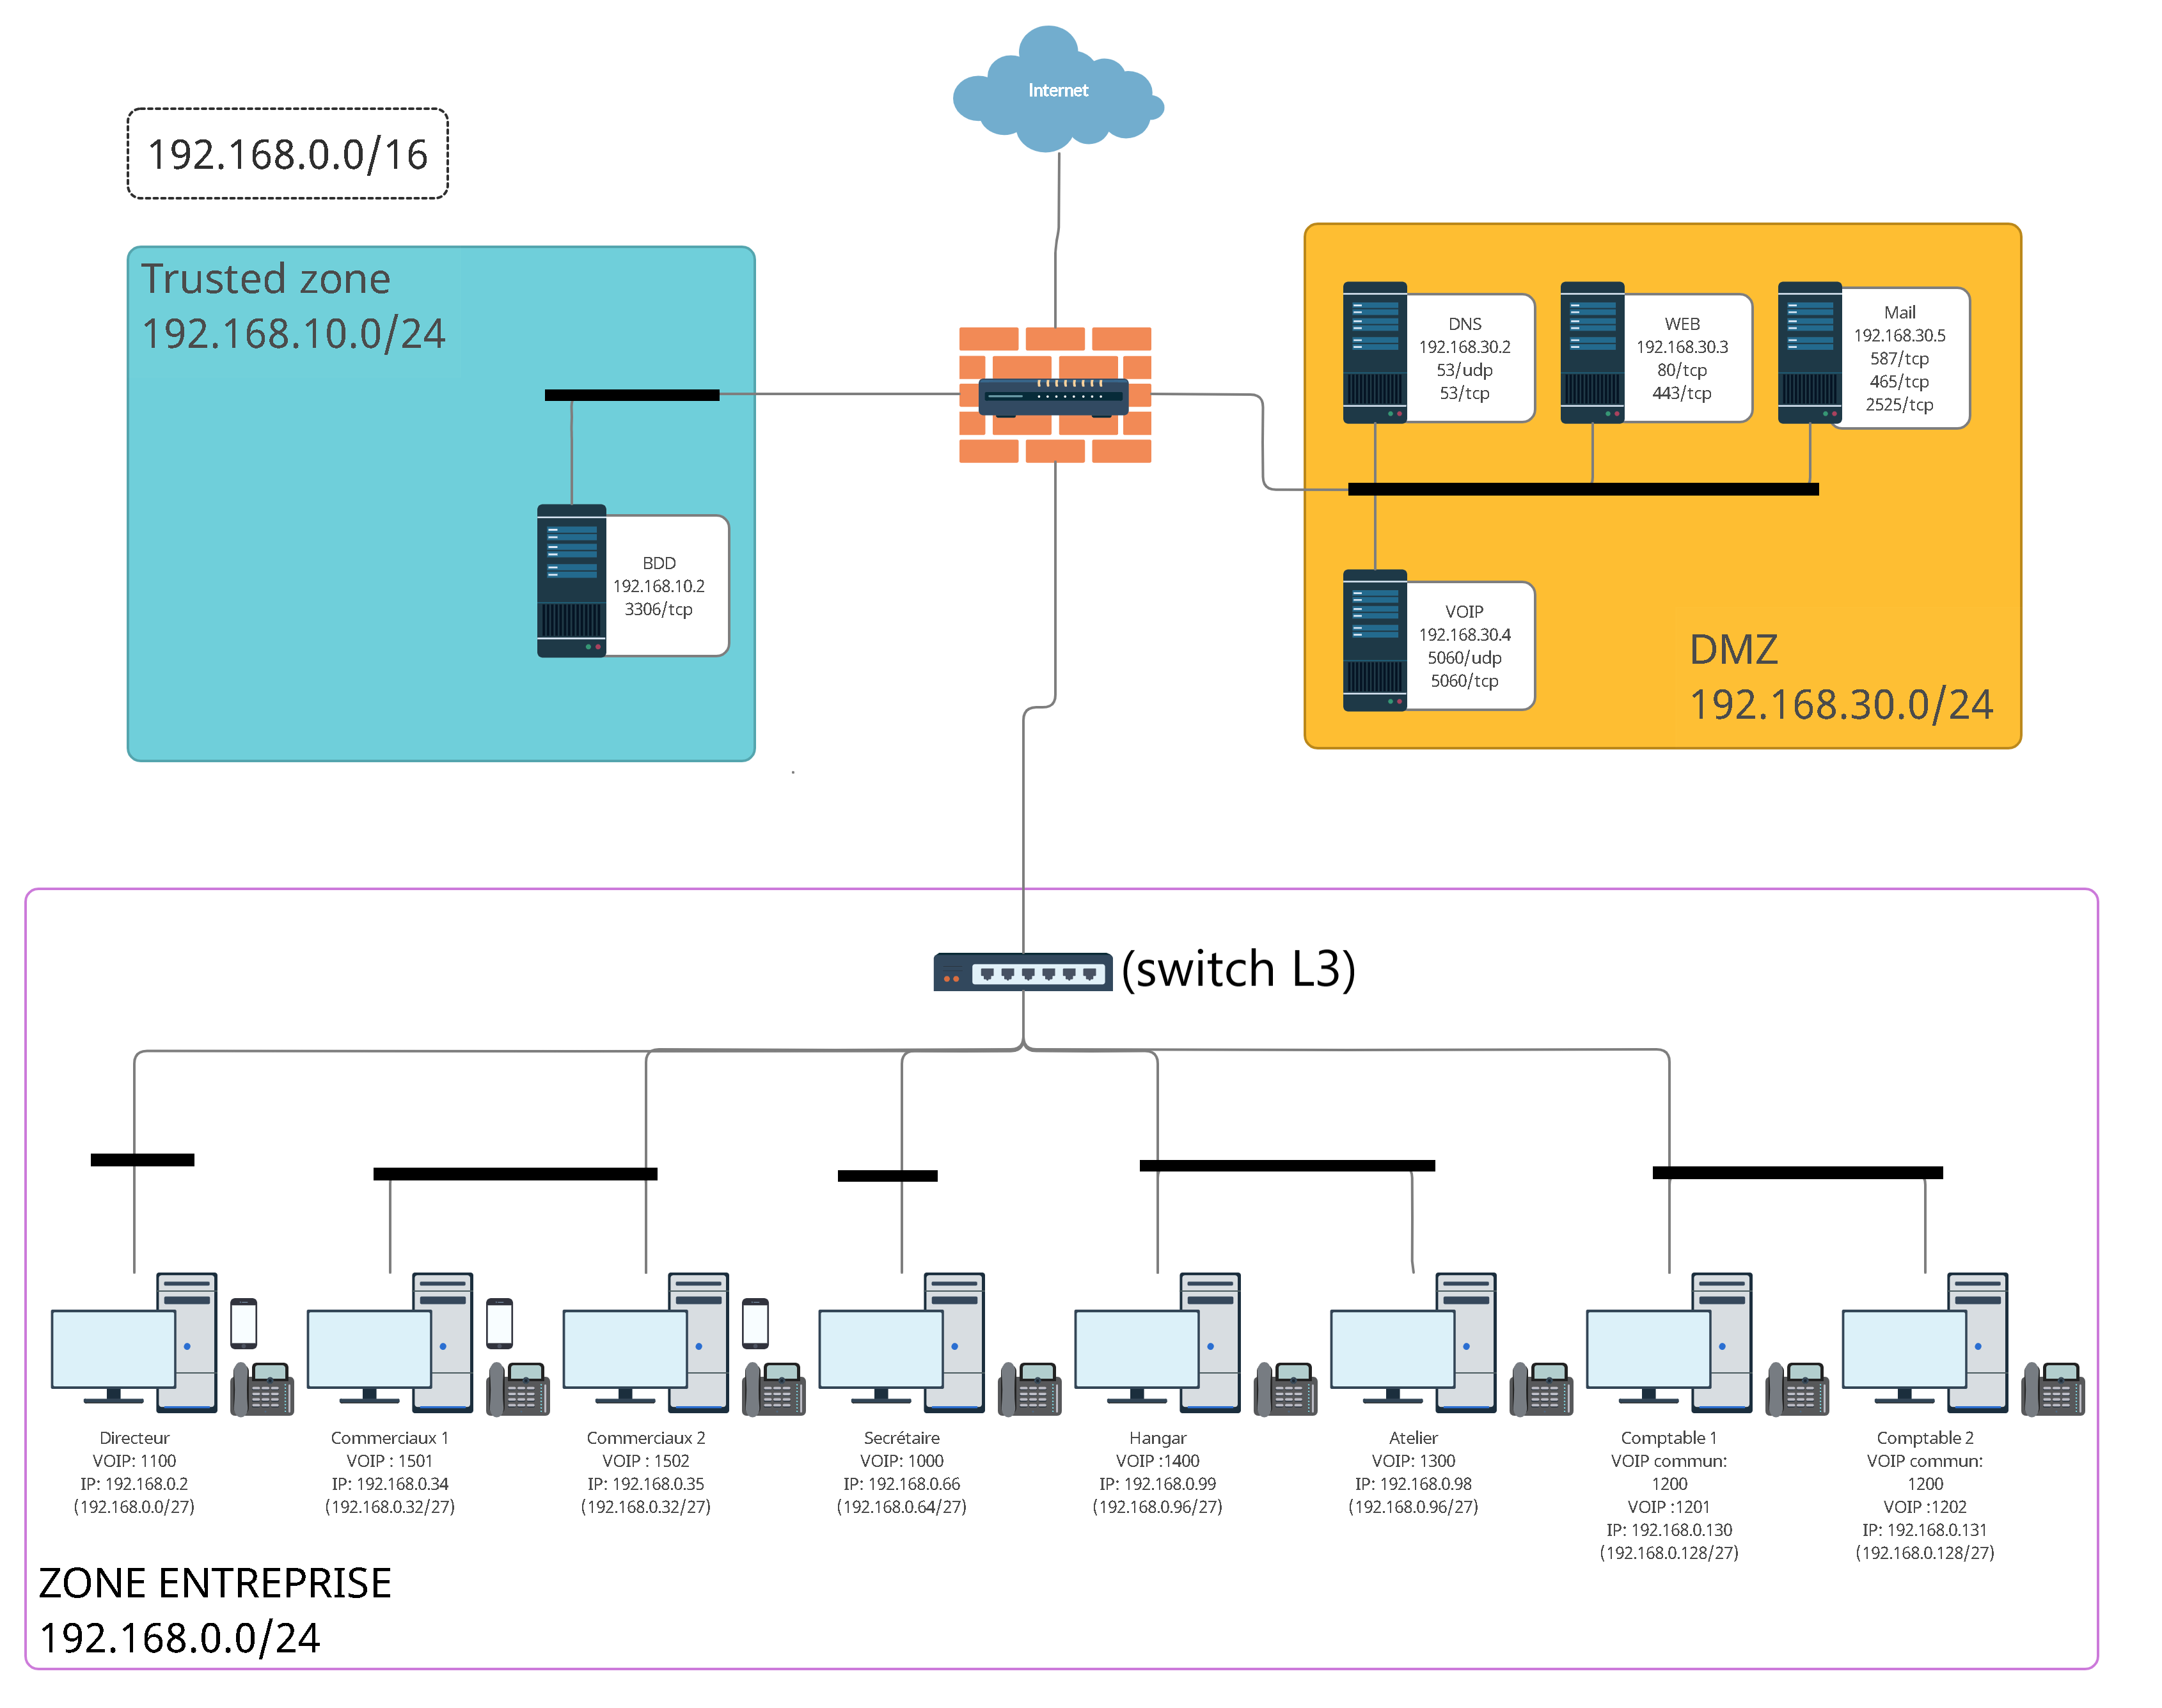 Internet
192.168.0.0/16
Trusted zone
192.168.10.0/24
BDD
192.168.10.2
3306/tcp
DNS
192.168.30.2
53/udp
53/tcp
WEB
192.168.30.3
80/tcp
443/tcp
Mail
192.168.30.5
587/tcp
465/tcp
2525/tcp
VOIP
192.168.30.4
5060/udp
5060/tcp
DMZ
192.168.30.0/24
(switch L3)
Directeur
VOIP: 1100
IP: 192.168.0.2
(192.168.0.0/27)
Commerciaux 1
VOIP : 1501
IP: 192.168.0.34
(192.168.0.32/27)
Commerciaux 2
VOIP : 1502
IP: 192.168.0.35
(192.168.0.32/27)
Secrétaire
VOIP: 1000
IP: 192.168.0.66
(192.168.0.64/27)
Hangar
VOIP :1400
IP: 192.168.0.99
(192.168.0.96/27)
Atelier
VOIP: 1300
IP: 192.168.0.98
(192.168.0.96/27)
Comptable 1
VOIP commun:
1200
VOIP :1201
IP: 192.168.0.130
(192.168.0.128/27)
Comptable 2
VOIP commun:
1200
VOIP :1202
IP: 192.168.0.131
(192.168.0.128/27)
ZONE ENTREPRISE
192.168.0.0/24